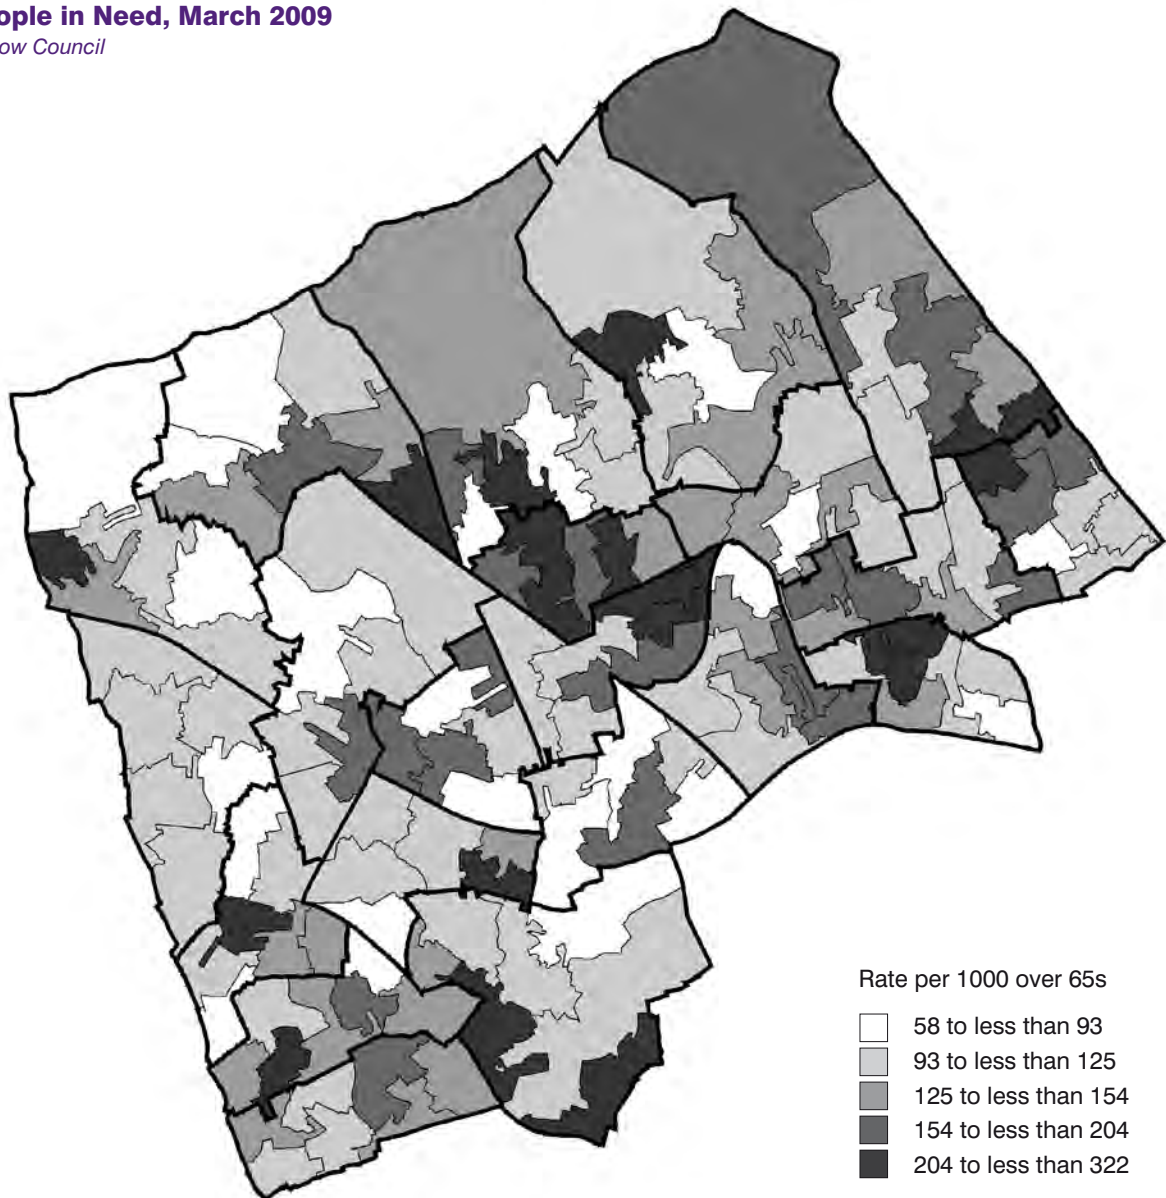 ople in Need, March 2009
ow Council
Rate per 1000 over 65s
58 to less than 93
93 to less than 125
125 to less than 154
154 to less than 204
204 to less than 322